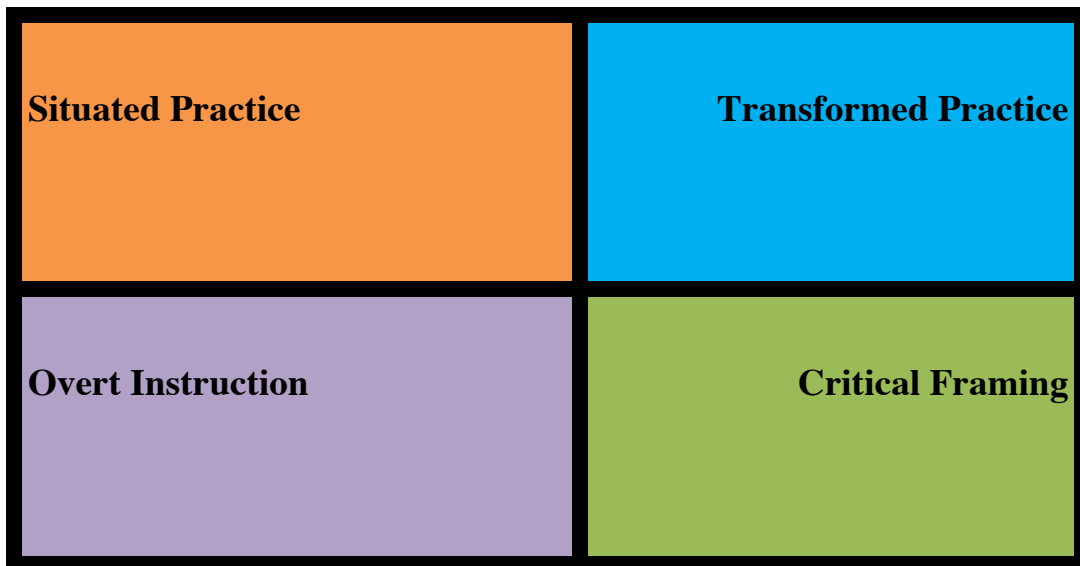 Situated Practice
Transformed Practice
Overt Instruction
Critical Framing